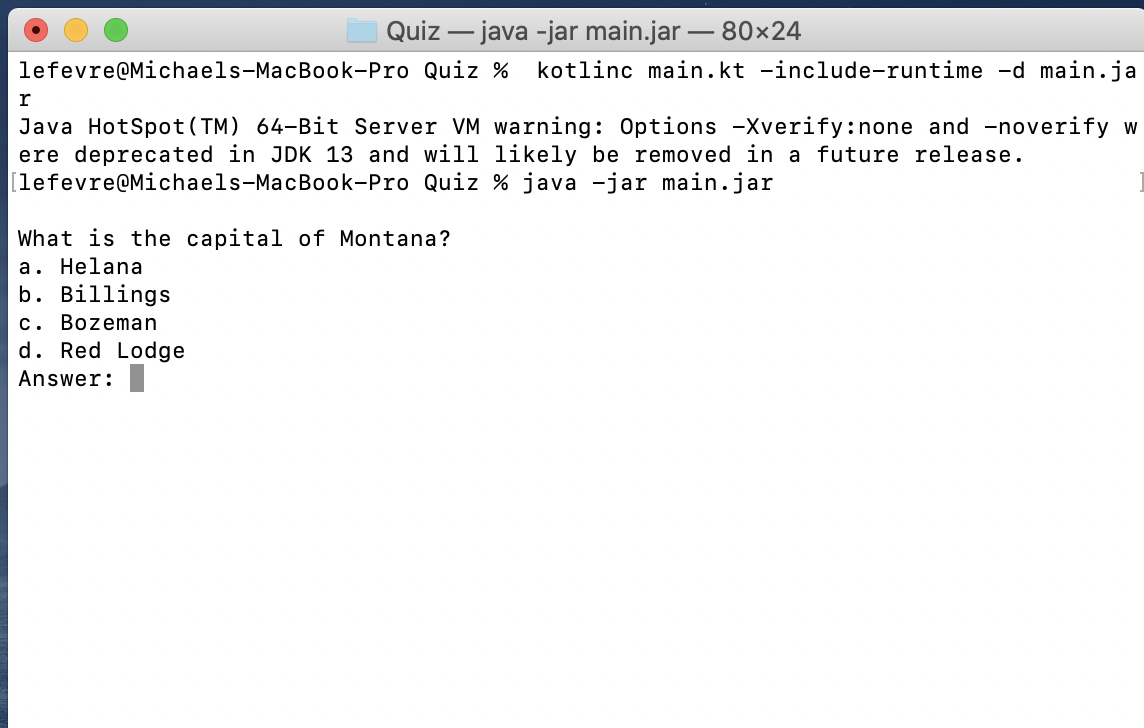 Quiz — java -jar main.jar — 80×24
lefevre@Michaels-MacBook-Pro Quiz %  kotlinc main.kt -include-runtime -d main.ja
r
Java HotSpot(TM) 64-Bit Server VM warning: Options -Xverify:none and -noverify w
ere deprecated in JDK 13 and will likely be removed in a future release.
[lefevre@Michaels-MacBook-Pro Quiz % java -jar main.jar ]
What is the capital of Montana?
a. Helana
b. Billings
c. Bozeman
d. Red Lodge
Answer: